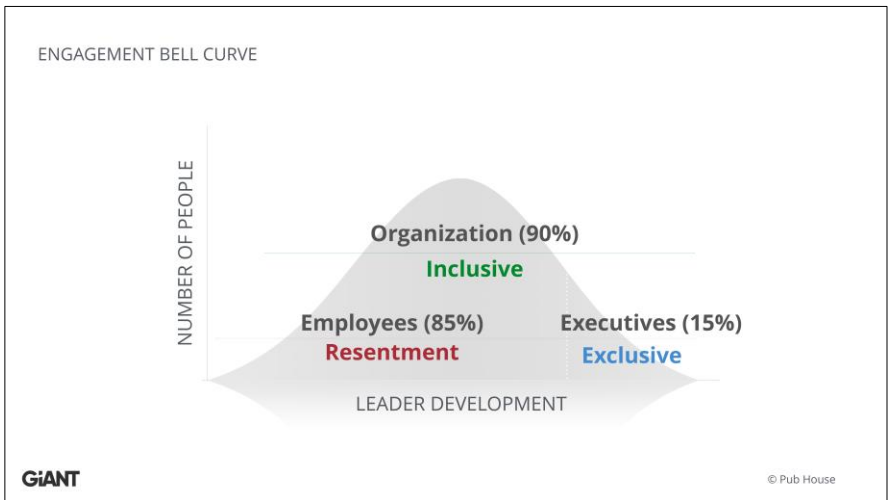 ENGAGEMENT BELL CURVE
NUMBER OF PEOPLE
Organization (90%)
Inclusive
Employees (85%)
Resentment
Executives (15%)
Exclusive
LEADER DEVELOPMENT
GiANT
© Pub House